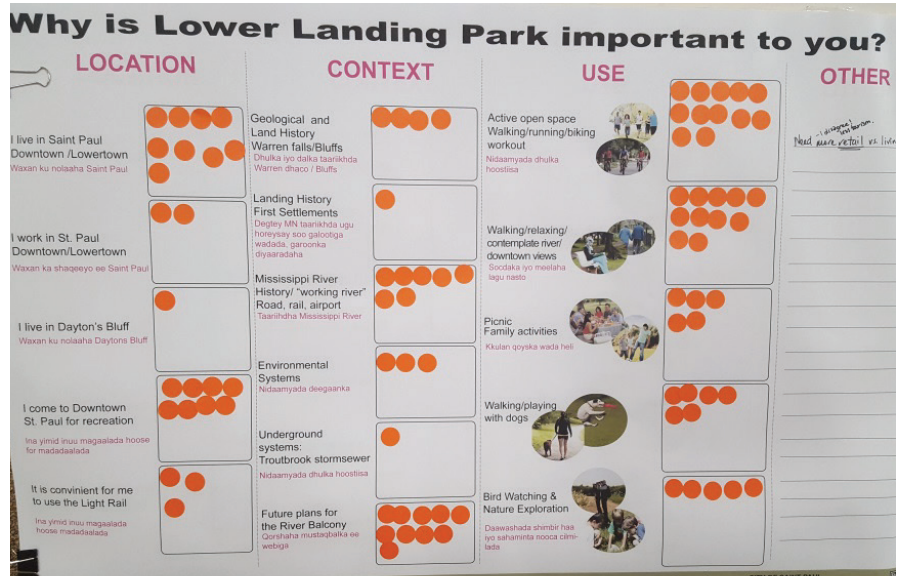 Why is Lower Landing Park important to you?
LOCATION
I live in Saint Paul
Downtown /Lowertown
Waxan ku nolaaha Saint Paul
I work in St. Paul
Downtown/Lowertown
Waxan ka shaqeeyo ee Saint Paul
I live in Dayton's Bluff
Waxan ku nolaaha Daytons Bluff
I come to Downtown
St. Paul for recreation
Ina yimid inuu magaalada hoose
for madadaalada
It is convinient for me
to use the Light Rail
Ina yimid inuu magaalada
hoose madadaalada
CONTEXT
Geological and
Land History
Warren falls/Bluffs
Dhulka iyo dalka taariikhda
Warren dhaco / Bluffs
Landing History
First Settlements
Degtey MN taariikhda ugu
horeysay soo galootiga
wadada, garoonka
diyaaradaha
Mississippi River
History/ "working river"
Road, rail, airport
Taariihdha Mississippi River
Environmental
Systems
Nidaamyada deegaanka
Underground
systems:
Troutbrook stormsewer
Nidaamyada dhulka hoostiisa
Future plans for
the River Balcony
Qorshaha mustaqbalka ee
webiga
USE
Active open space
Walking/running/biking
workout
Nidaamyada dhulka
hoostiisa
Walking/relaxing/
contemplate river/
downtown views
Socdaka iyo meelaha
lagu nasto
Picnic
Family activities
Kkulan qoyska wada heli
Walking/playing
with dogs
Bird Watching &
Nature Exploration
Daawashada shimbir haa
iyo sahaminta nooca cilmi-
lada
OTHER
- I disagree!
Need more retail vs livin